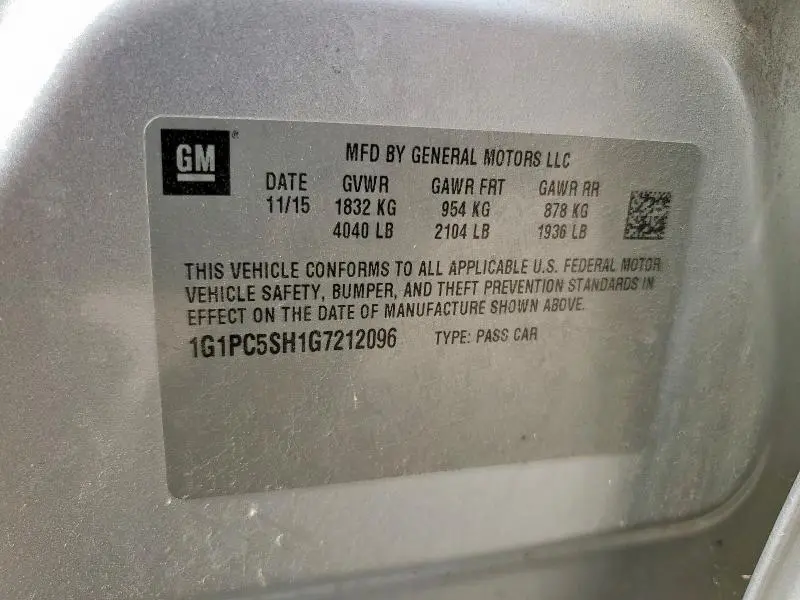 GM
MFD BY GENERAL MOTORS LLC
DATE GVWR GAWR FRT GAWR RR
11/15 1832 KG 954 KG 878 KG
4040 LB 2104 LB 1936 LB
THIS VEHICLE CONFORMS TO ALL APPLICABLE U.S. FEDERAL MOTOR
VEHICLE SAFETY, BUMPER, AND THEFT PREVENTION STANDARDS IN
EFFECT ON THE DATE OF MANUFACTURE SHOWN ABOVE.
1G1PC5SH1G7212096 TYPE: PASS CAR